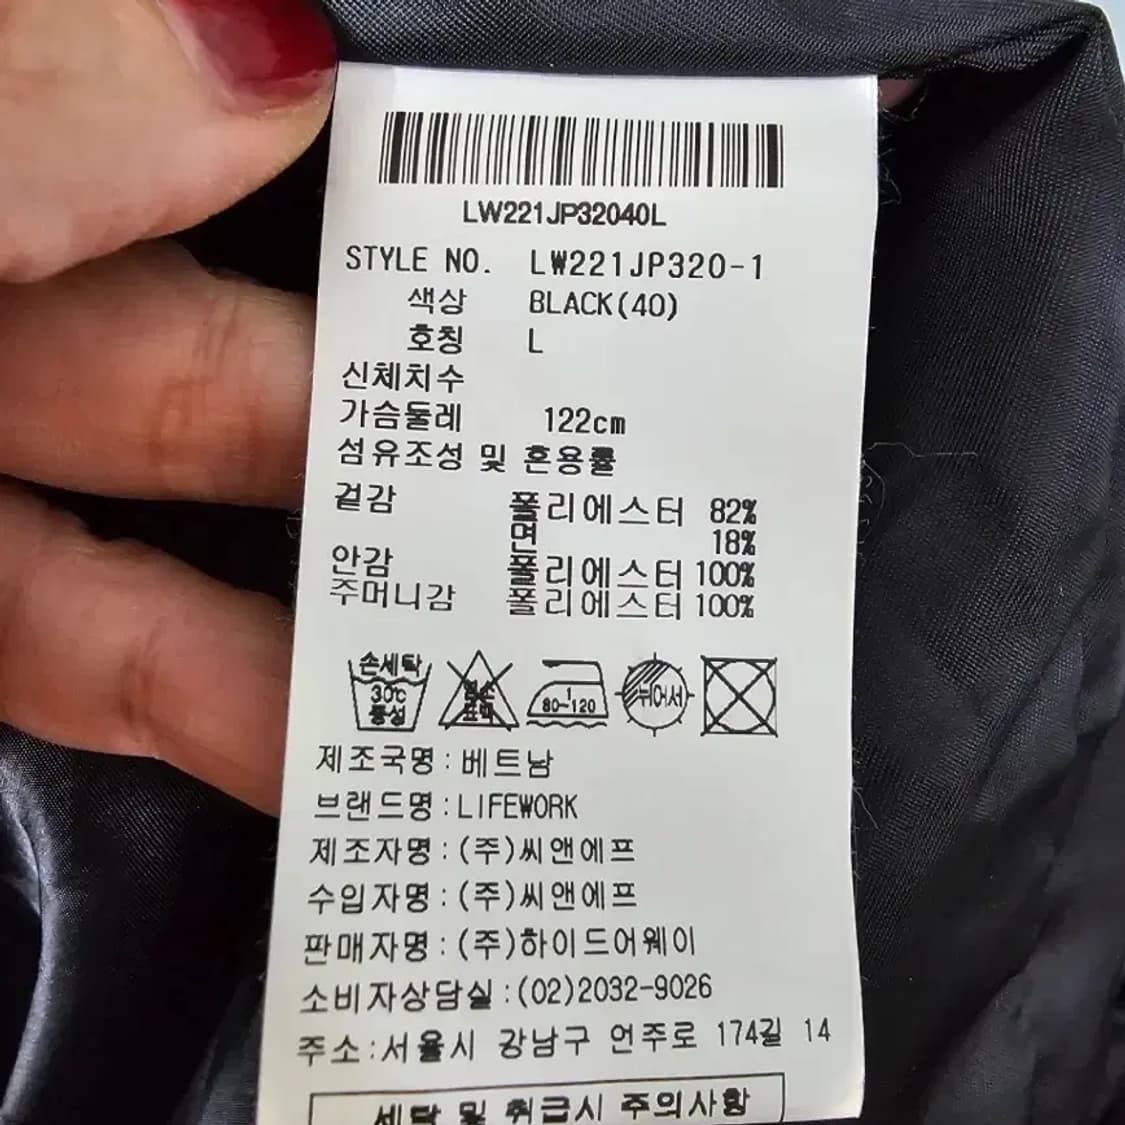 LW221JP32040L
STYLE NO. LW221JP320-1
색상 BLACK(40)
호칭 L
신체치수
가슴둘레 122cm
섬유조성 및 혼용률
겉감 폴리에스터 82%
면 18%
안감 폴리에스터 100%
주머니감 폴리에스터 100%
손세탁 30℃ 중성
염소 표백
1 80~120
뉘어서
제조국명:베트남
브랜드명:LIFEWORK
제조자명:(주)씨앤에프
수입자명:(주)씨앤에프
판매자명:(주)하이드어웨이
소비자상담실:(02)2032-9026
주소:서울시 강남구 언주로 174길 14
세탁 및 취급시 주의사항